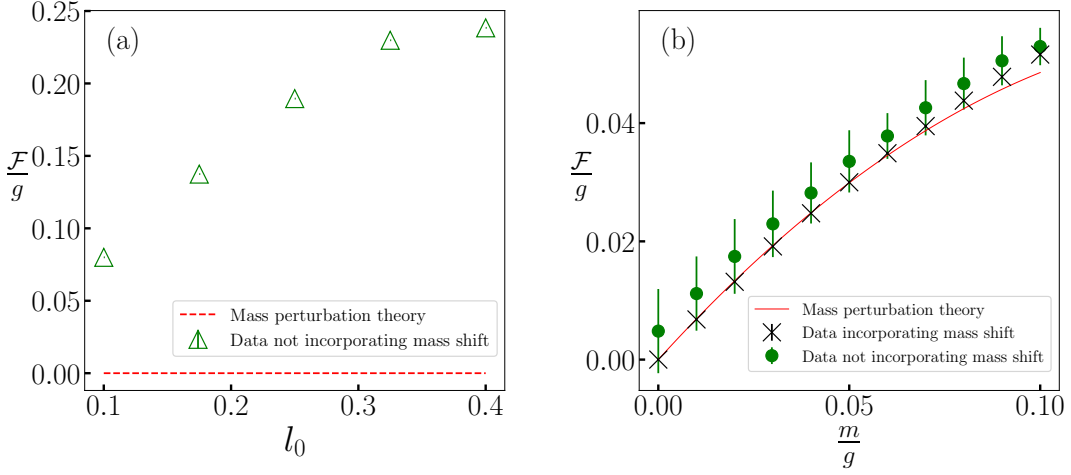 (a)
0.25
0.20
0.15
0.10
0.05
0.00
F/g
0.1 0.2 0.3 0.4
l₀
Mass perturbation theory
Data not incorporating mass shift
(b)
0.04
0.02
0.00
F/g
0.00 0.05 0.10
m/g
Mass perturbation theory
Data incorporating mass shift
Data not incorporating mass shift